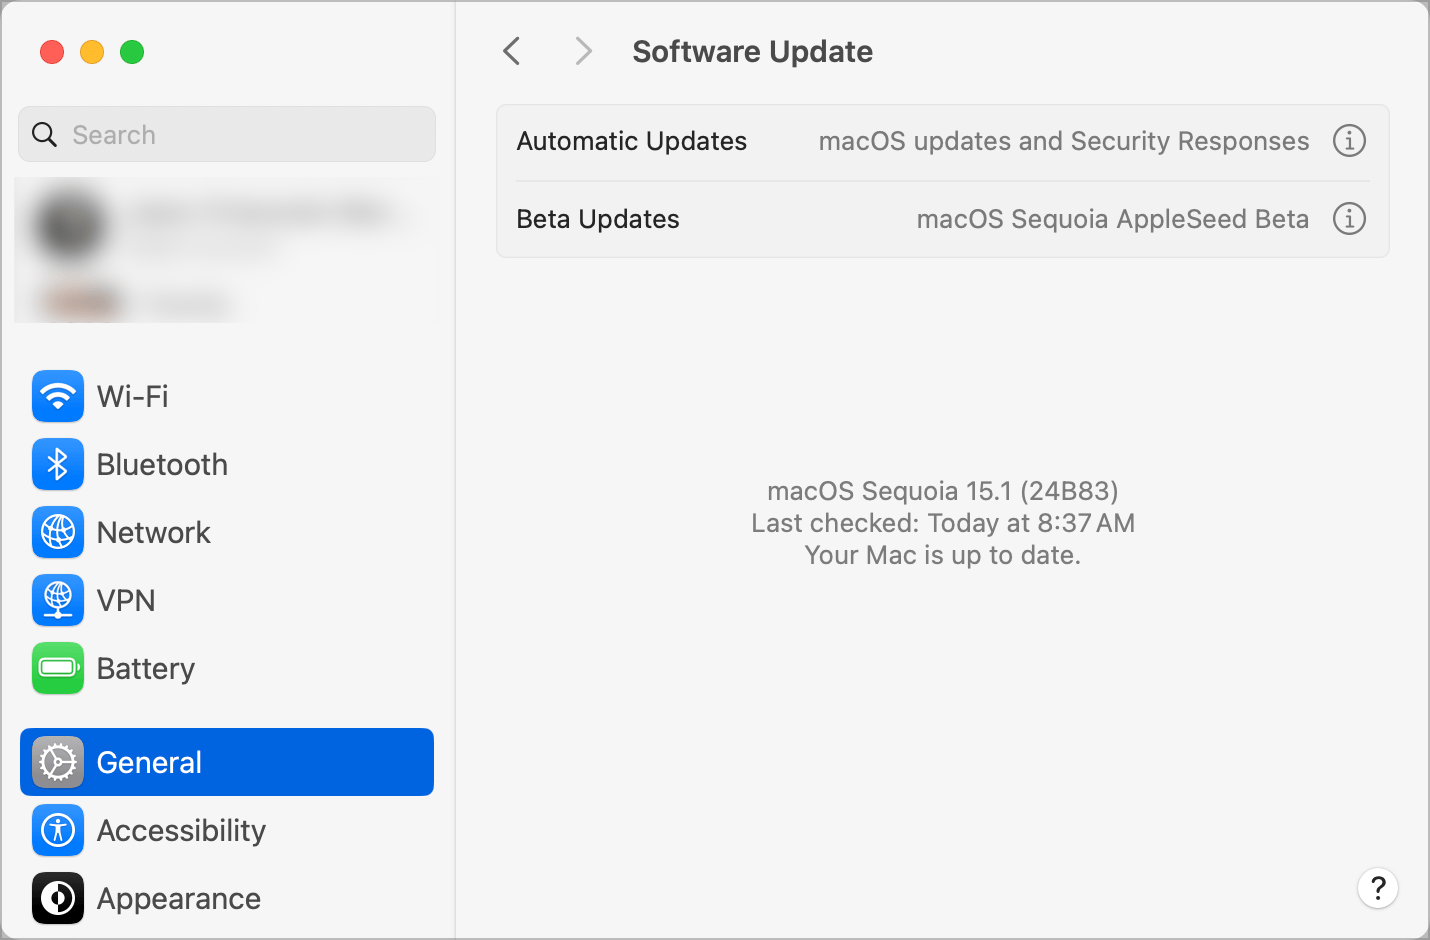 Search
Wi-Fi
Bluetooth
Network
VPN
Battery
General
Accessibility
Appearance
Software Update
Automatic Updates macOS updates and Security Responses
Beta Updates macOS Sequoia AppleSeed Beta
macOS Sequoia 15.1 (24B83)
Last checked: Today at 8:37 AM
Your Mac is up to date.
?